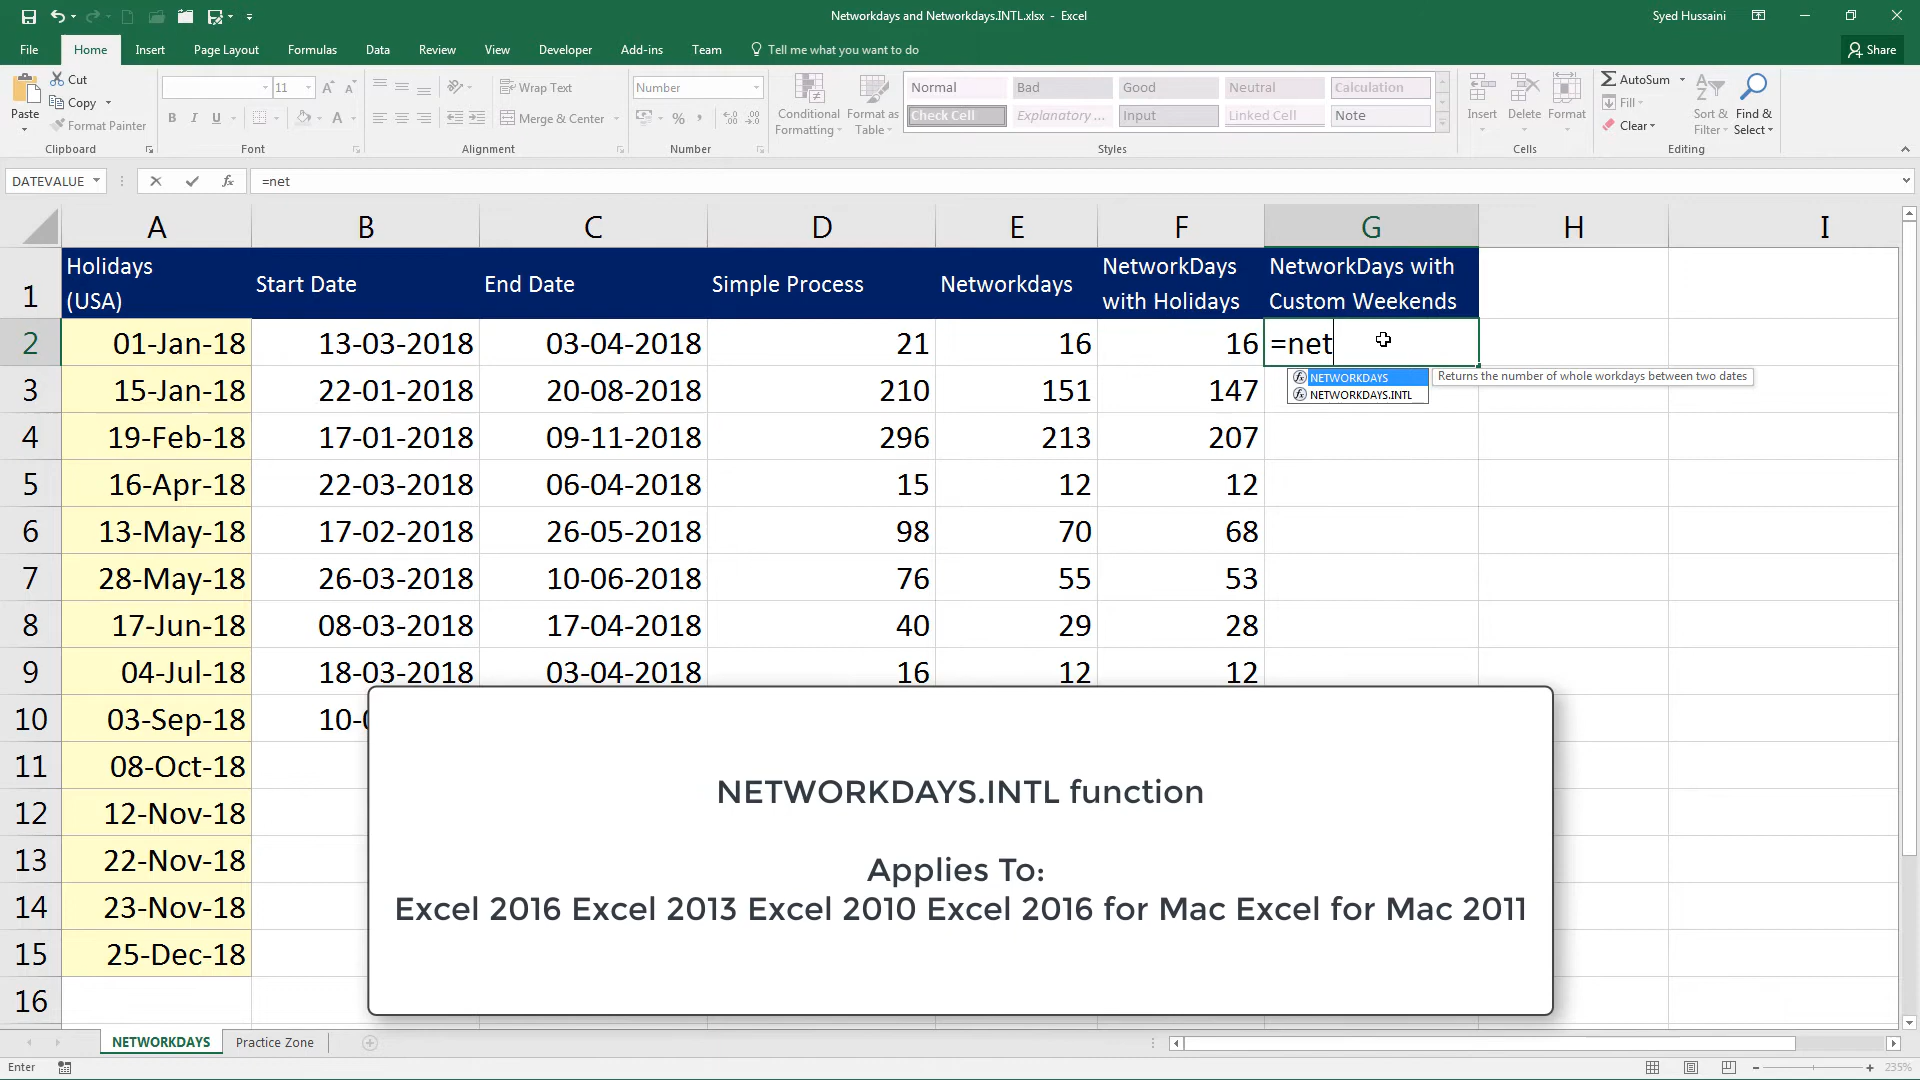 Networkdays and Networkdays.INTL.xlsx - Excel
Syed Hussaini
File Home Insert Page Layout Formulas Data Review View Developer Add-ins Team Tell me what you want to do Share
Paste
Cut
Copy
Format Painter
Clipboard
11
B I U
Font
Wrap Text
Merge & Center
Alignment
Number
%
Number
Conditional Formatting
Format as Table
Normal Bad Good Neutral Calculation
Check Cell Explanatory ... Input Linked Cell Note
Styles
Insert Delete Format
Cells
AutoSum
Fill
Clear
Sort & Filter
Find & Select
Editing
DATEVALUE =net
A B C D E F G H I
1 Holidays (USA) Start Date End Date Simple Process Networkdays NetworkDays with Holidays NetworkDays with Custom Weekends
2 01-Jan-18 13-03-2018 03-04-2018 21 16 16 =net
NETWORKDAYS Returns the number of whole workdays between two dates
NETWORKDAYS.INTL
3 15-Jan-18 22-01-2018 20-08-2018 210 151 147
4 19-Feb-18 17-01-2018 09-11-2018 296 213 207
5 16-Apr-18 22-03-2018 06-04-2018 15 12 12
6 13-May-18 17-02-2018 26-05-2018 98 70 68
7 28-May-18 26-03-2018 10-06-2018 76 55 53
8 17-Jun-18 08-03-2018 17-04-2018 40 29 28
9 04-Jul-18 18-03-2018 03-04-2018 16 12 12
10 03-Sep-18 10-
11 08-Oct-18
12 12-Nov-18
13 22-Nov-18
14 23-Nov-18
15 25-Dec-18
16
NETWORKDAYS.INTL function
Applies To:
Excel 2016 Excel 2013 Excel 2010 Excel 2016 for Mac Excel for Mac 2011
NETWORKDAYS Practice Zone
Enter
235%